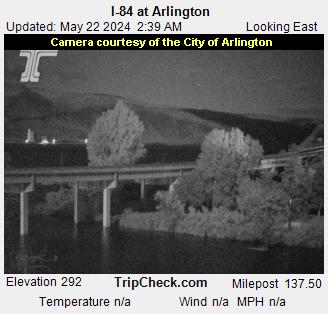 I-84 at Arlington
Updated: May 22 2024 2:39 AM Looking East
Camera courtesy of the City of Arlington
Elevation 292 TripCheck.com Milepost 137.50
Temperature n/a Wind n/a MPH n/a